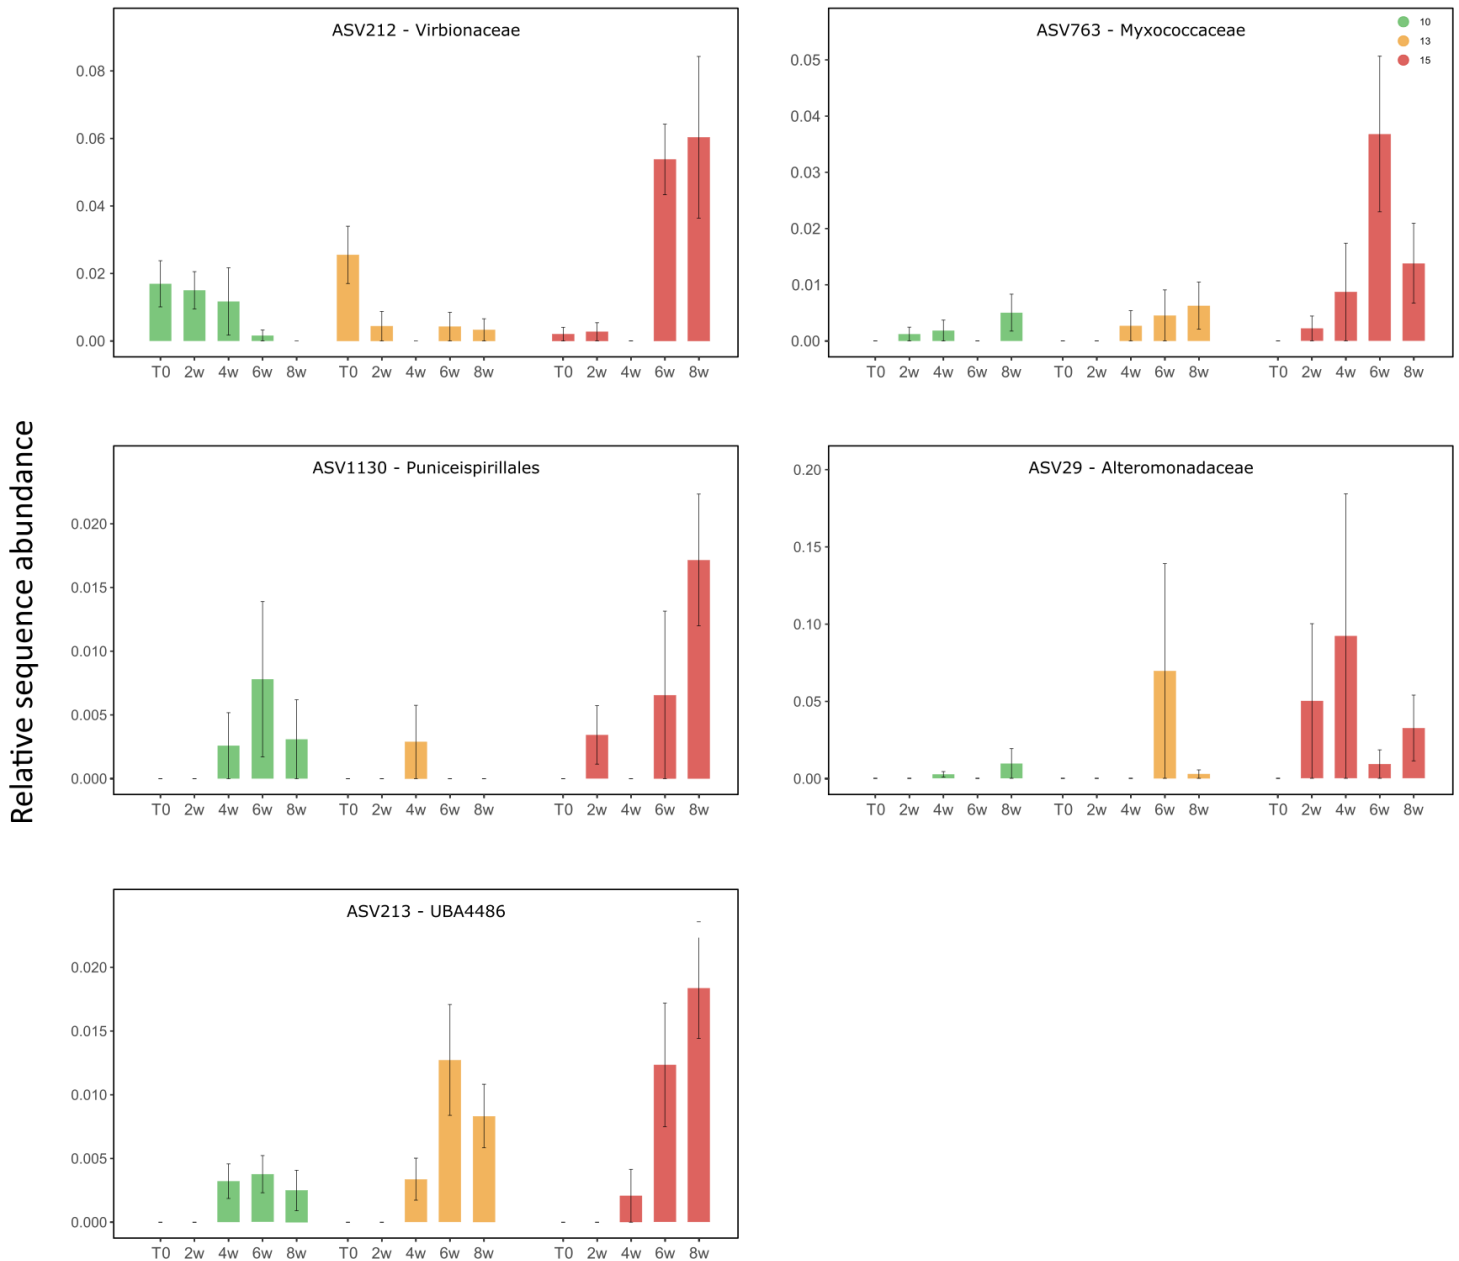 ASV212 - Virbionaceae
0.08
0.06
0.04
0.02
0.00
T0 2w 4w 6w 8w T0 2w 4w 6w 8w T0 2w 4w 6w 8w
ASV763 - Myxococcaceae
10
13
15
0.05
0.04
0.03
0.02
0.01
0.00
T0 2w 4w 6w 8w T0 2w 4w 6w 8w T0 2w 4w 6w 8w
Relative sequence abundance
ASV1130 - Puniceispirillales
0.020
0.015
0.010
0.005
0.000
T0 2w 4w 6w 8w T0 2w 4w 6w 8w T0 2w 4w 6w 8w
ASV29 - Alteromonadaceae
0.20
0.15
0.10
0.05
0.00
T0 2w 4w 6w 8w T0 2w 4w 6w 8w T0 2w 4w 6w 8w
ASV213 - UBA4486
0.020
0.015
0.010
0.005
0.000
T0 2w 4w 6w 8w T0 2w 4w 6w 8w T0 2w 4w 6w 8w